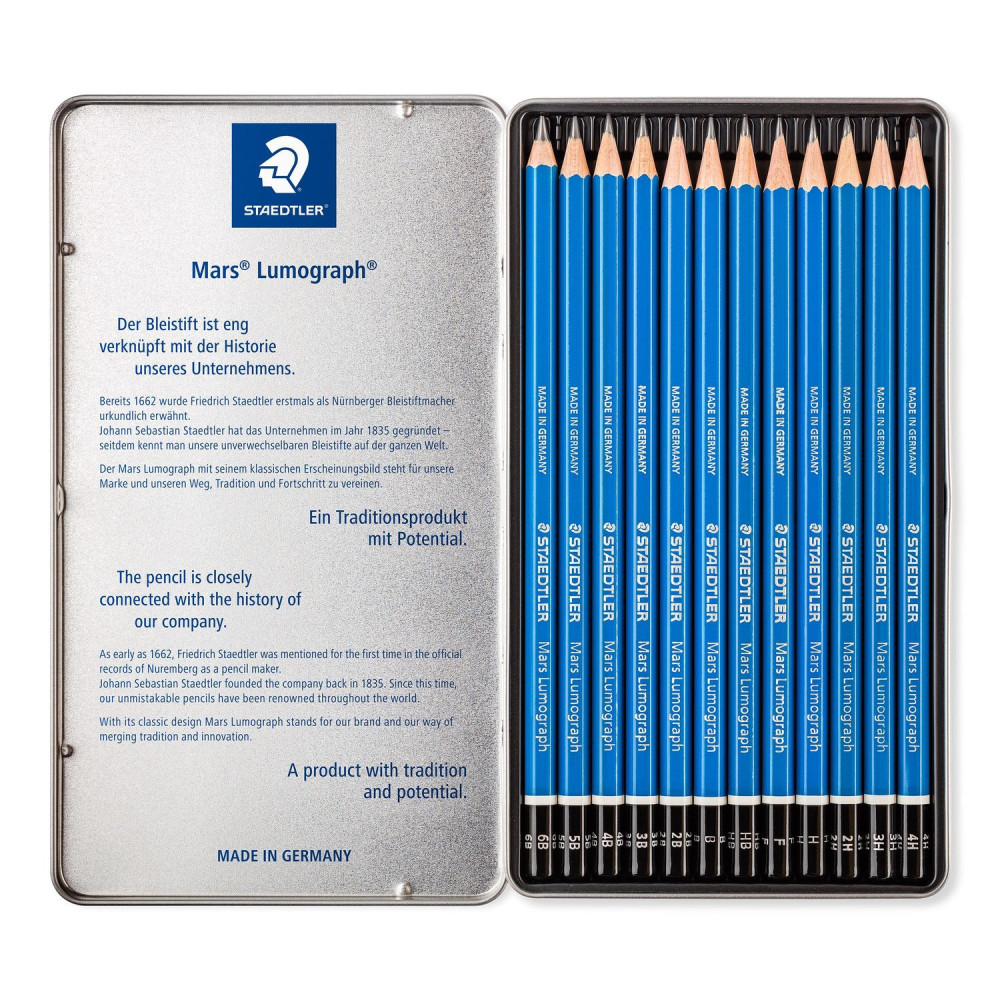 STAEDTLER®
Mars® Lumograph®
Der Bleistift ist eng
verknüpft mit der Historie
unseres Unternehmens.
Bereits 1662 wurde Friedrich Staedtler erstmals als Nürnberger Bleistiftmacher
urkundlich erwähnt.
Johann Sebastian Staedtler hat das Unternehmen im Jahr 1835 gegründet –
seitdem kennt man unsere unverwechselbaren Bleistifte auf der ganzen Welt.
Der Mars Lumograph mit seinem klassischen Erscheinungsbild steht für unsere
Marke und unseren Weg, Tradition und Fortschritt zu vereinen.
Ein Traditionsprodukt
mit Potential.
The pencil is closely
connected with the history of
our company.
As early as 1662, Friedrich Staedtler was mentioned for the first time in the official
records of Nuremberg as a pencil maker.
Johann Sebastian Staedtler founded the company back in 1835. Since this time,
our unmistakable pencils have been renowned throughout the world.
With its classic design Mars Lumograph stands for our brand and our way of
merging tradition and innovation.
A product with tradition
and potential.
MADE IN GERMANY
MADE IN GERMANY STAEDTLER Mars Lumograph 6B 6B
MADE IN GERMANY STAEDTLER Mars Lumograph 5B 5B
MADE IN GERMANY STAEDTLER Mars Lumograph 4B 4B
MADE IN GERMANY STAEDTLER Mars Lumograph 3B 3B
MADE IN GERMANY STAEDTLER Mars Lumograph 2B 2B
MADE IN GERMANY STAEDTLER Mars Lumograph B B
MADE IN GERMANY STAEDTLER Mars Lumograph HB HB
MADE IN GERMANY STAEDTLER Mars Lumograph F F
MADE IN GERMANY STAEDTLER Mars Lumograph H H
MADE IN GERMANY STAEDTLER Mars Lumograph 2H 2H
MADE IN GERMANY STAEDTLER Mars Lumograph 3H 3H
MADE IN GERMANY STAEDTLER Mars Lumograph 4H 4H